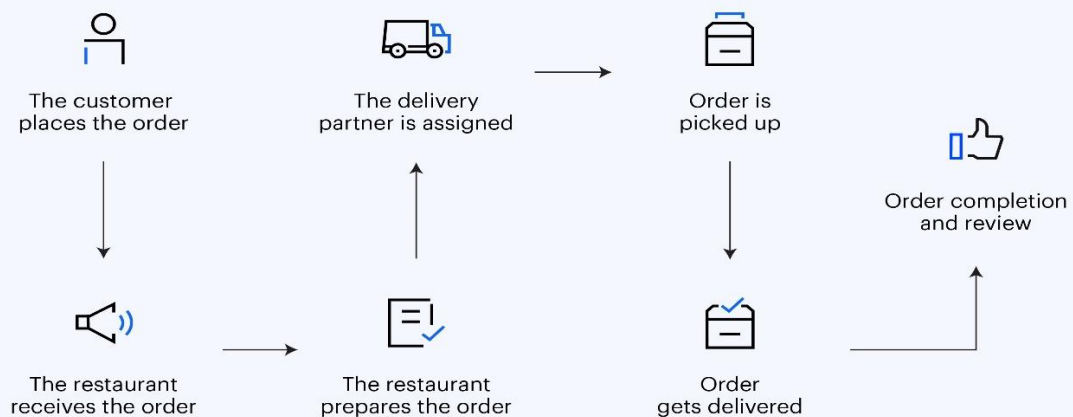 The customer
places the order
The restaurant
receives the order
The restaurant
prepares the order
The delivery
partner is assigned
Order is
picked up
Order
gets delivered
Order completion
and review